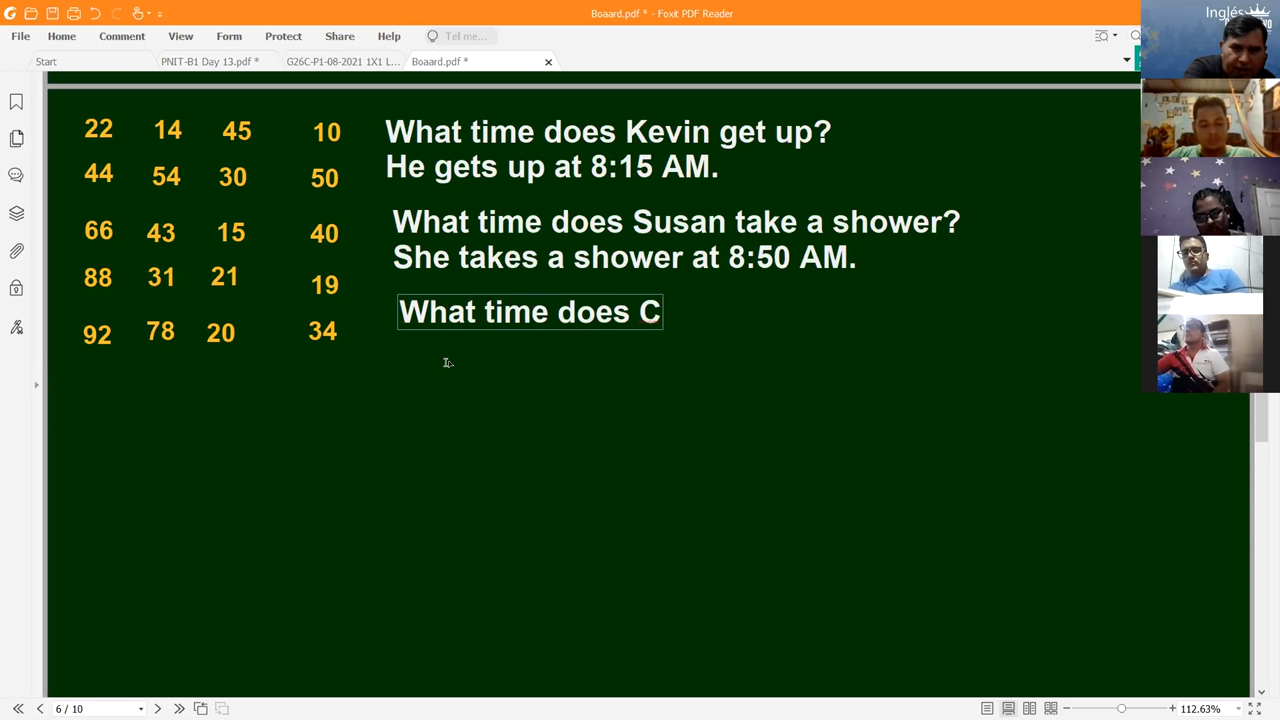 Boaard.pdf * - Foxit PDF Reader
File Home Comment View Form Protect Share Help Tell me...
Start PNIT-B1 Day 13.pdf * G26C-P1-08-2021 1X1 L... Boaard.pdf *
Inglés
22 14 45 10
44 54 30 50
66 43 15 40
88 31 21 19
92 78 20 34
What time does Kevin get up?
He gets up at 8:15 AM.
What time does Susan take a shower?
She takes a shower at 8:50 AM.
What time does C
6 / 10
112.63%